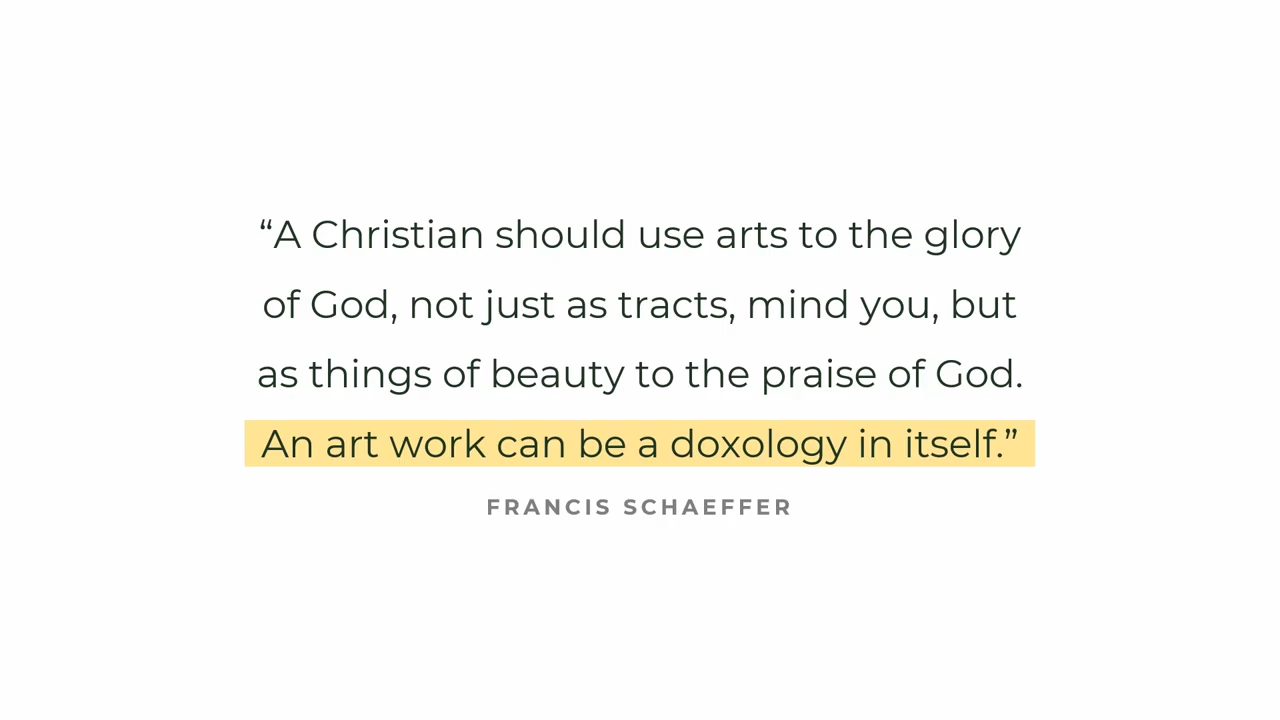 “A Christian should use arts to the glory
of God, not just as tracts, mind you, but
as things of beauty to the praise of God.
An art work can be a doxology in itself.”
FRANCIS SCHAEFFER